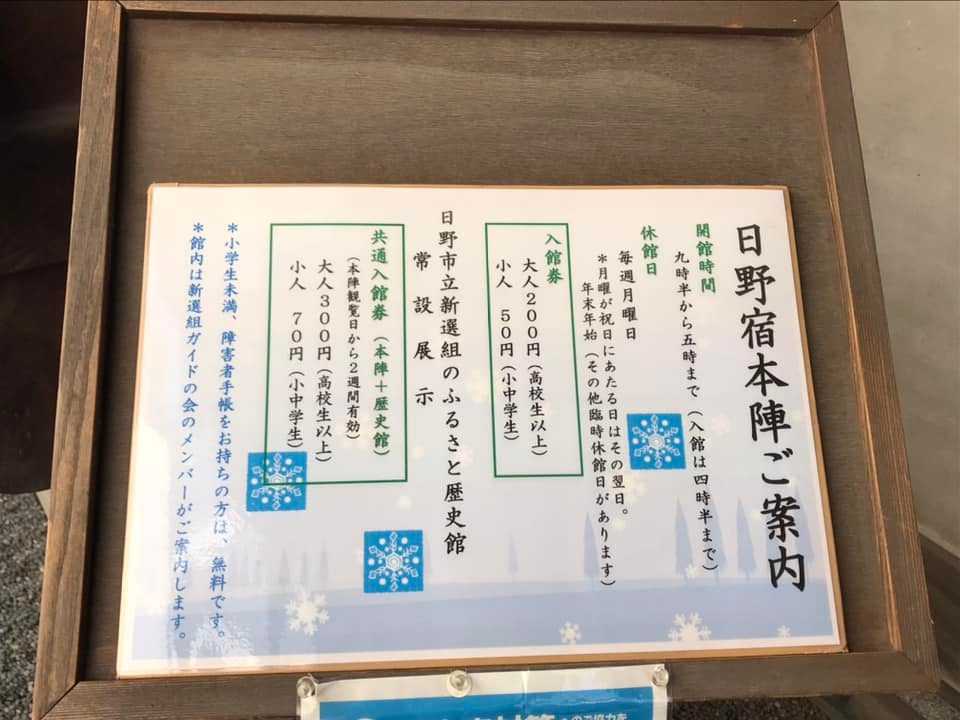 日野宿本陣ご案内
開館時間
九時半から五時まで（入館は四時半まで）
休館日
毎週月曜日
＊月曜が祝日にあたる日はその翌日。
年末年始（その他臨時休館日があります）
入館券
大人２００円（高校生以上）
小人　５０円（小中学生）
日野市立新選組のふるさと歴史館
常設展示
共通入館券（本陣＋歴史館）
（本陣観覧日から２週間有効）
大人３００円（高校生以上）
小人　７０円（小中学生）
＊小学生未満、障害者手帳をお持ちの方は、無料です。
＊館内は新選組ガイドの会のメンバーがご案内します。
のご協力を